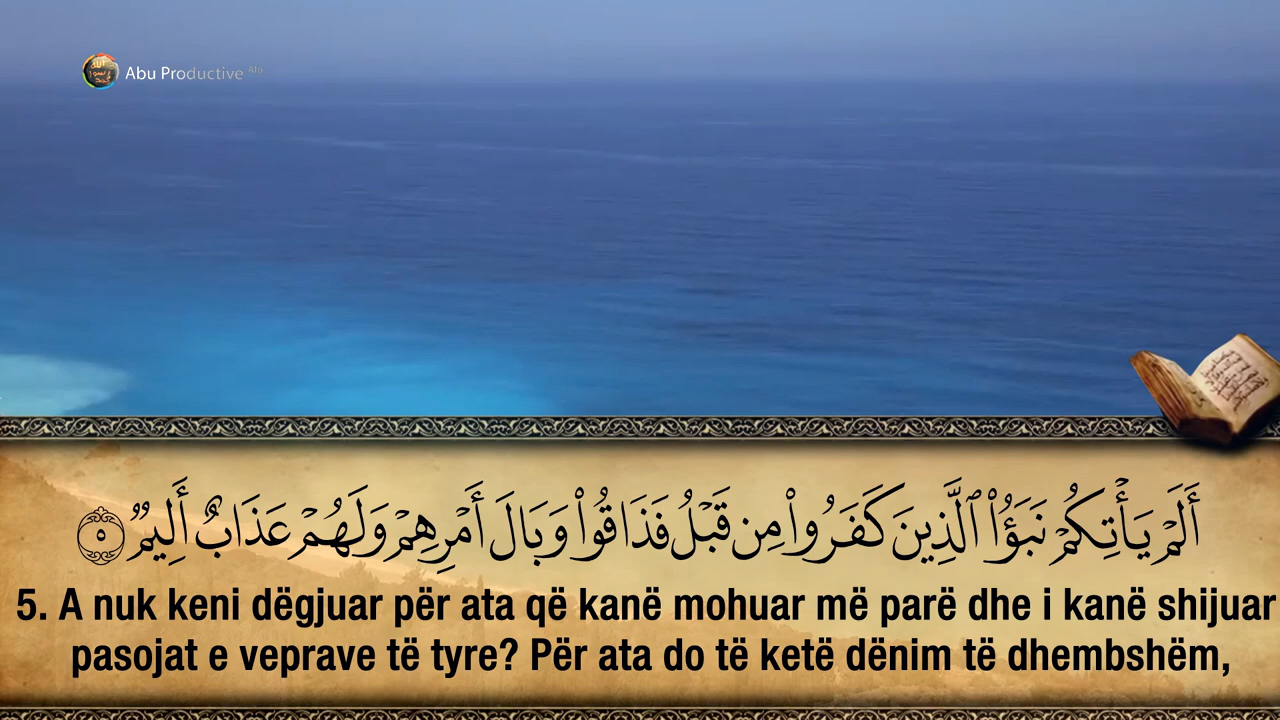 Abu Productive
أَلَمْ يَأْتِكُمْ نَبَؤُا۟ ٱلَّذِينَ كَفَرُوا۟ مِن قَبْلُ فَذَاقُوا۟ وَبَالَ أَمْرِهِمْ وَلَهُمْ عَذَابٌ أَلِيمٌ ٥
5. A nuk keni dëgjuar për ata që kanë mohuar më parë dhe i kanë shijuar
pasojat e veprave të tyre? Për ata do të ketë dënim të dhembshëm,